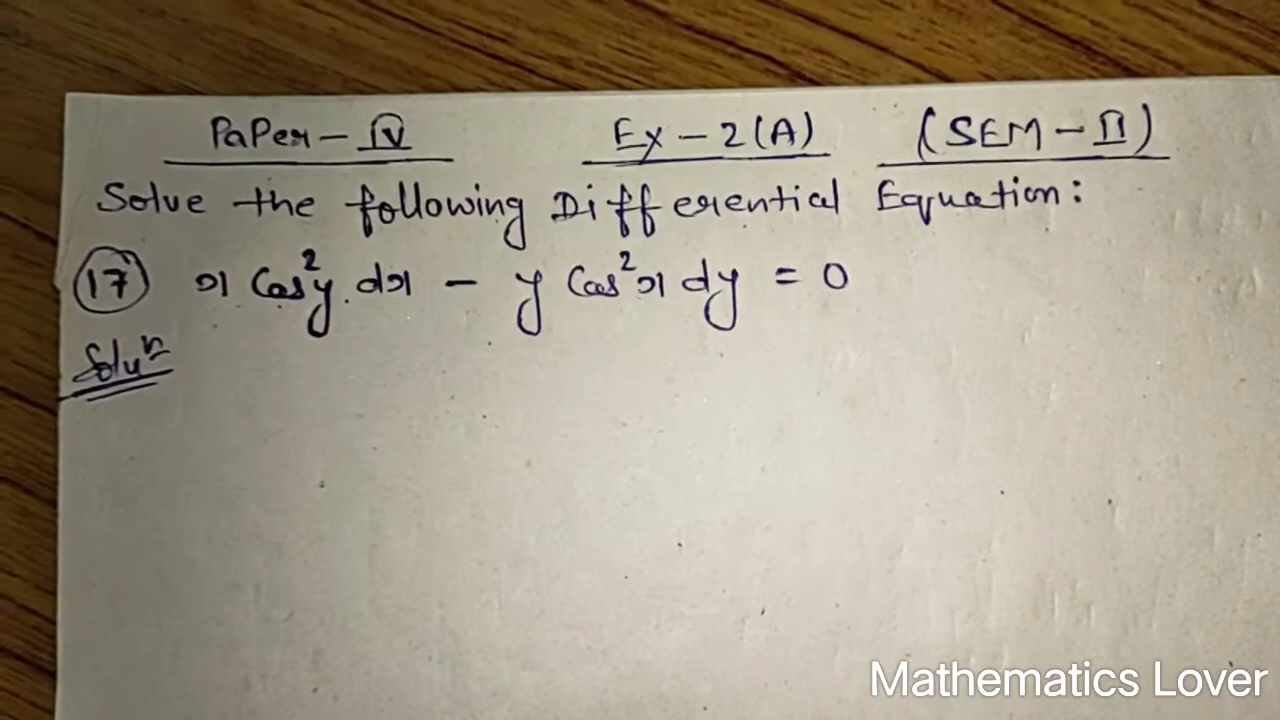 Paper - IV Ex - 2(A) (SEM - II)
Solve the following Differential Equation:
(17) x Cos²y. dx - y Cos²x dy = 0
Soluⁿ
Mathematics Lover